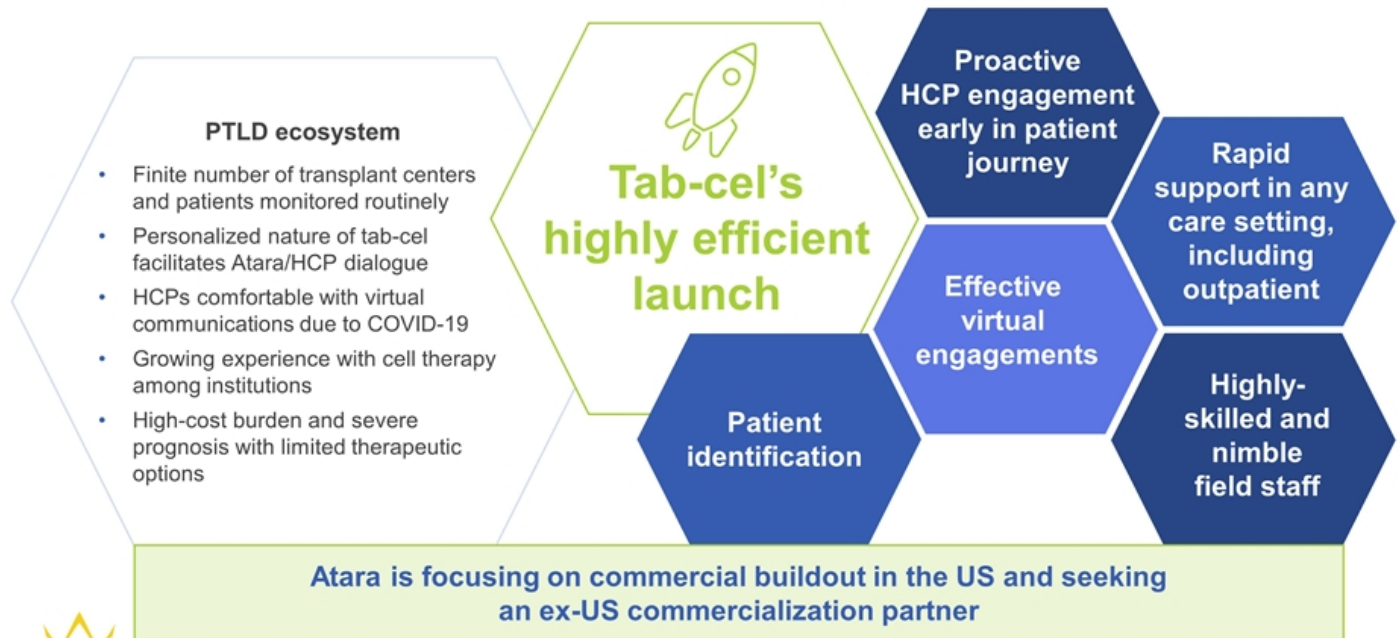 PTLD ecosystem
• Finite number of transplant centers
and patients monitored routinely
• Personalized nature of tab-cel
facilitates Atara/HCP dialogue
• HCPs comfortable with virtual
communications due to COVID-19
• Growing experience with cell therapy
among institutions
• High-cost burden and severe
prognosis with limited therapeutic
options
Tab-cel’s
highly efficient
launch
Proactive
HCP engagement
early in patient
journey
Rapid
support in any
care setting,
including
outpatient
Effective
virtual
engagements
Patient
identification
Highly-
skilled and
nimble
field staff
Atara is focusing on commercial buildout in the US and seeking
an ex-US commercialization partner